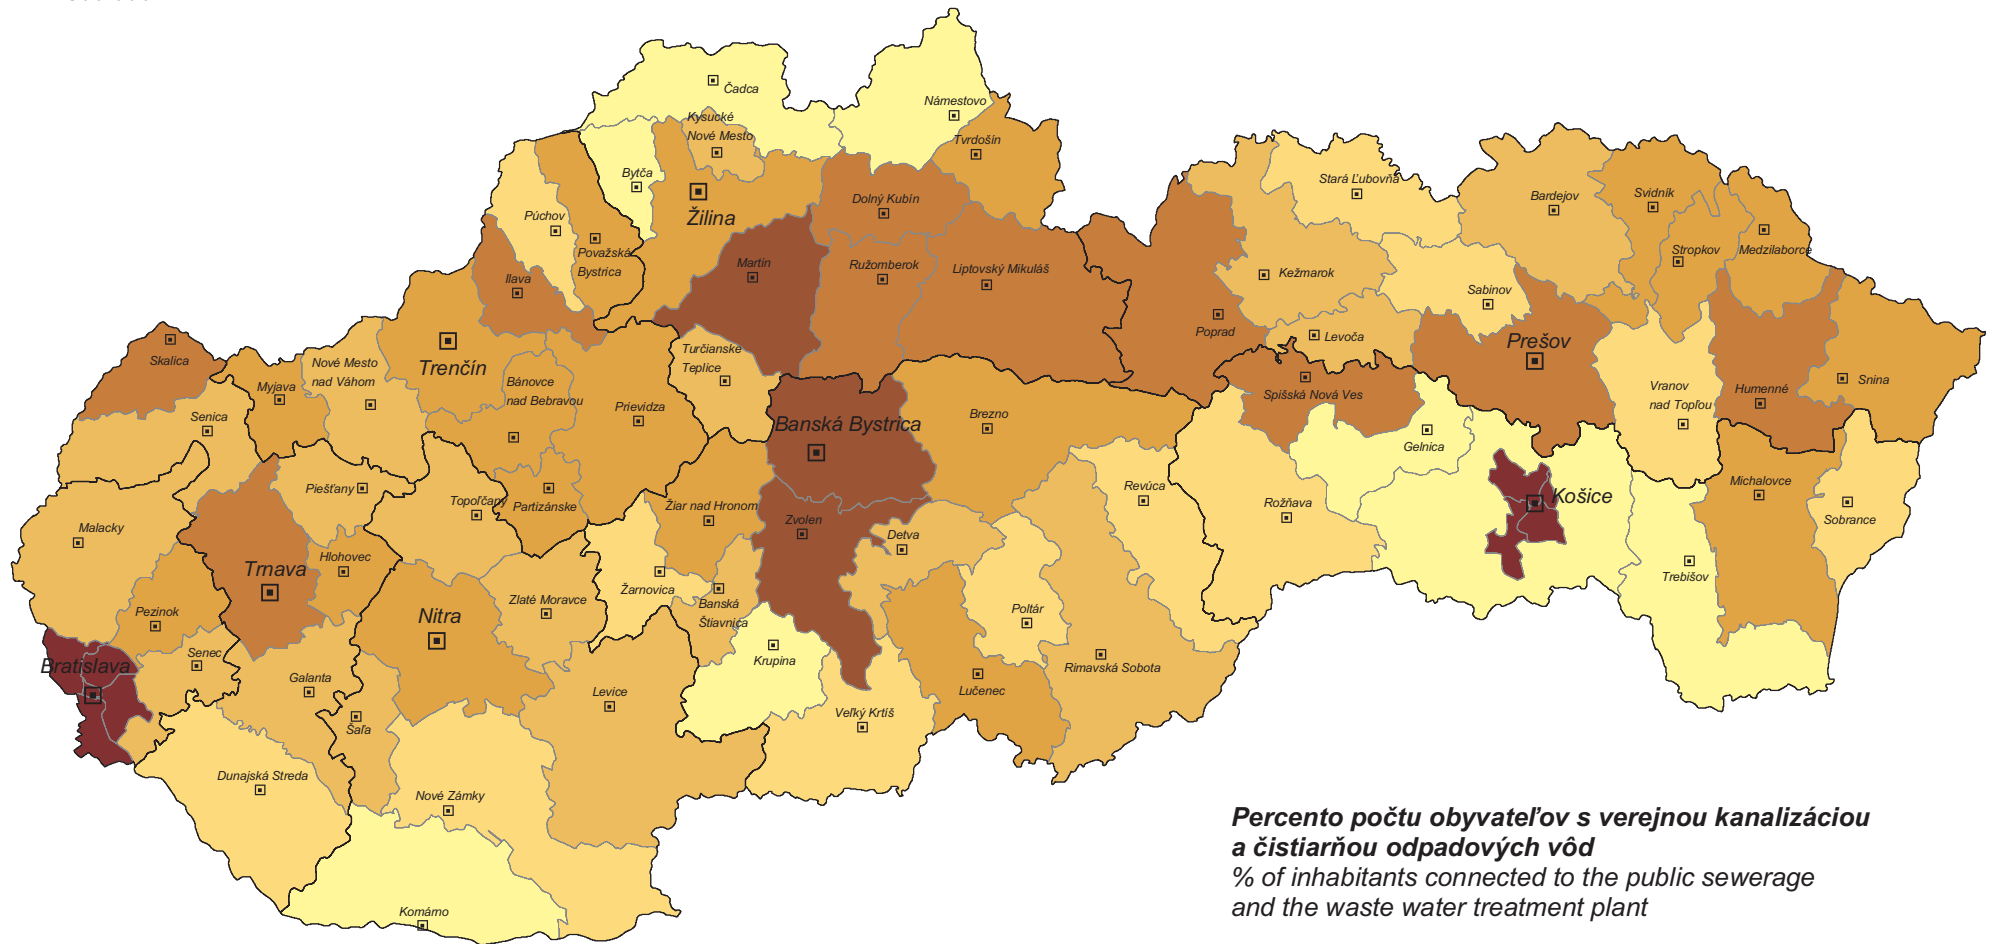 Čadca
Námestovo
Kysucké
Nové Mesto
Tvrdošín
Bytča
Stará Ľubovňa
Bardejov
Svidník
Dolný Kubín
Púchov
Žilina
Považská
Bystrica
Stropkov
Medzilaborce
Martin
Ružomberok
Liptovský Mikuláš
Kežmarok
Ilava
Sabinov
Poprad
Levoča
Prešov
Skalica
Trenčín
Turčianske
Teplice
Nové Mesto
nad Váhom
Myjava
Bánovce
nad Bebravou
Spišská Nová Ves
Vranov
nad Topľou
Humenné
Snina
Senica
Prievidza
Banská Bystrica
Brezno
Gelnica
Piešťany
Topoľčany
Partizánske
Žiar nad Hronom
Revúca
Rožňava
Košice
Michalovce
Sobrance
Malacky
Zvolen
Detva
Hlohovec
Trnava
Žarnovica
Trebišov
Pezinok
Nitra
Zlaté Moravce
Banská
Štiavnica
Poltár
Bratislava
Senec
Krupina
Rimavská Sobota
Galanta
Levice
Lučenec
Šaľa
Veľký Krtíš
Dunajská Streda
Nové Zámky
Komárno
Percento počtu obyvateľov s verejnou kanalizáciou
a čistiarňou odpadových vôd
% of inhabitants connected to the public sewerage
and the waste water treatment plant